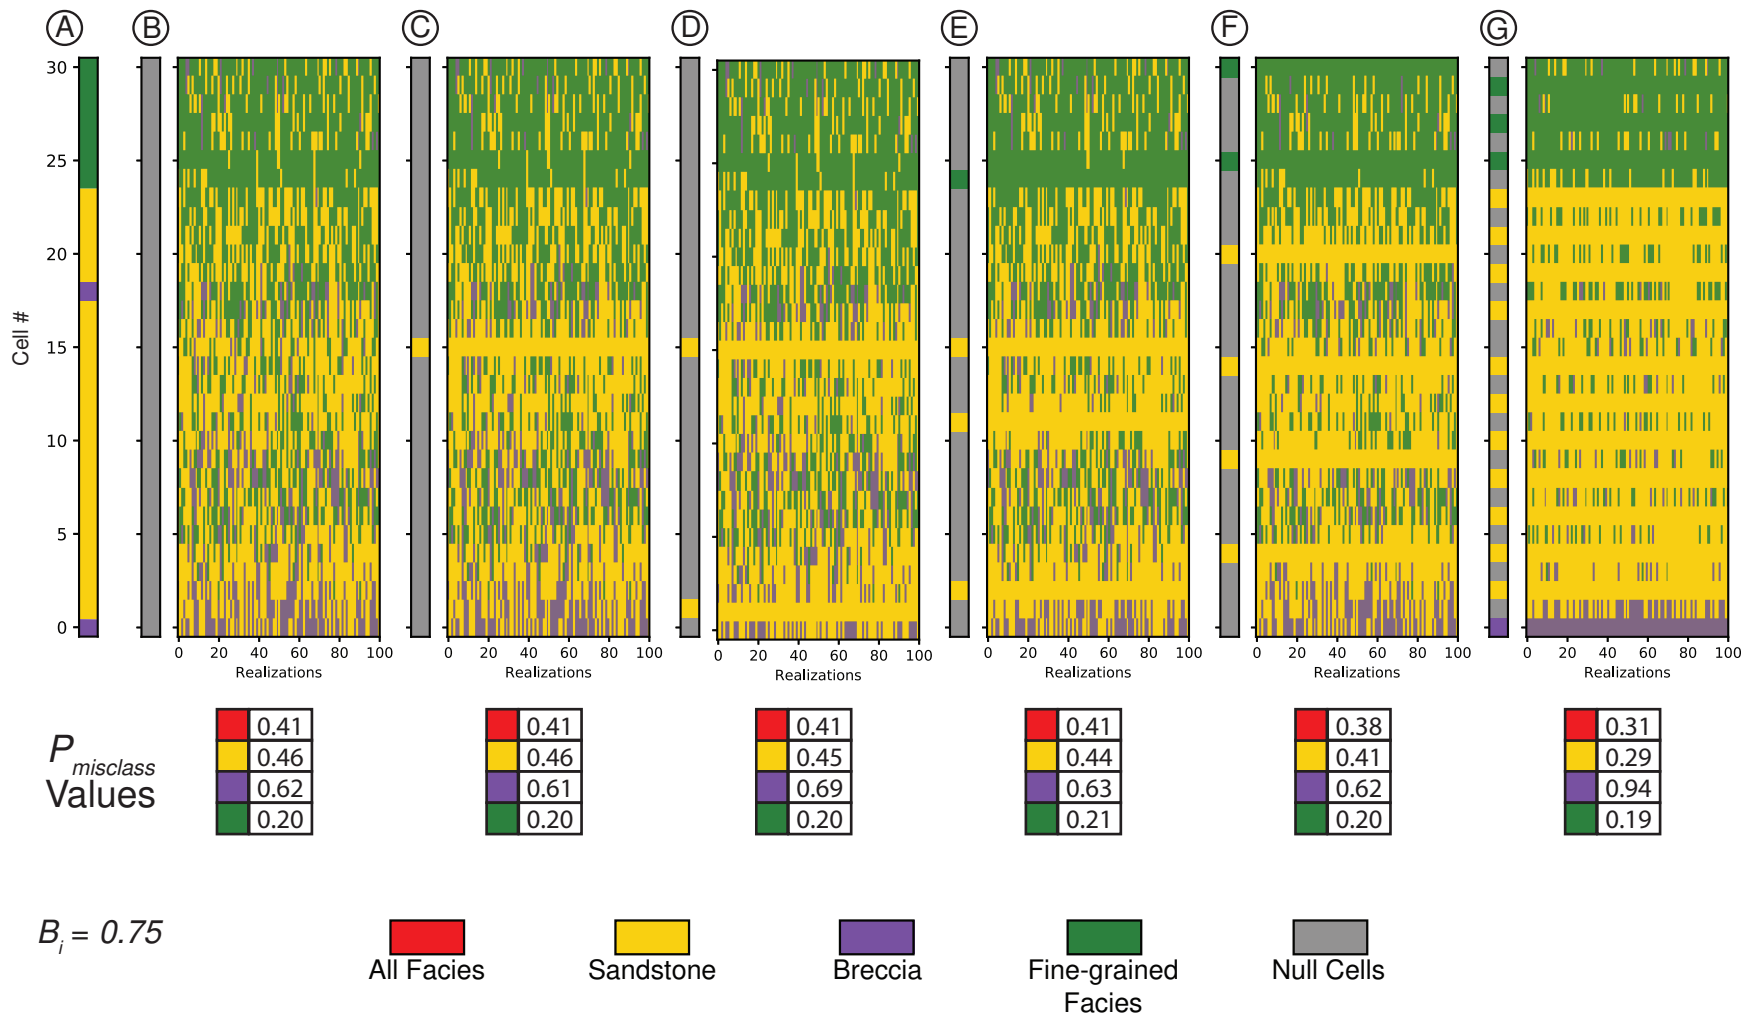 A B C D E F G
30
25
20
15
10
5
0
Cell #
0 20 40 60 80 100
Realizations
0 20 40 60 80 100
Realizations
0 20 40 60 80 100
Realizations
0 20 40 60 80 100
Realizations
0 20 40 60 80 100
Realizations
0 20 40 60 80 100
Realizations
P misclass
Values
0.41
0.46
0.62
0.20
0.41
0.46
0.61
0.20
0.41
0.45
0.69
0.20
0.41
0.44
0.63
0.21
0.38
0.41
0.62
0.20
0.31
0.29
0.94
0.19
Bi = 0.75
All Facies
Sandstone
Breccia
Fine-grained
Facies
Null Cells